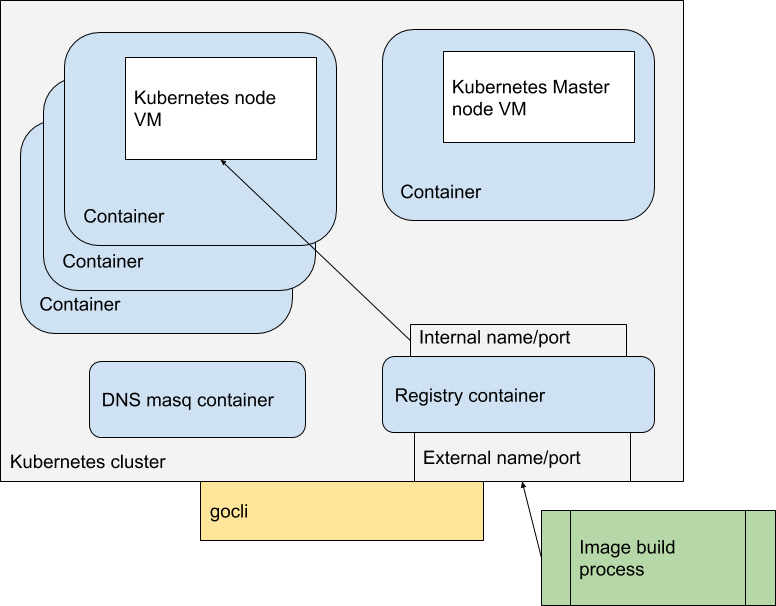 Kubernetes node
VM
Container
Container
Container
Kubernetes Master
node VM
Container
Internal name/port
Registry container
External name/port
DNS masq container
Kubernetes cluster
gocli
Image build
process